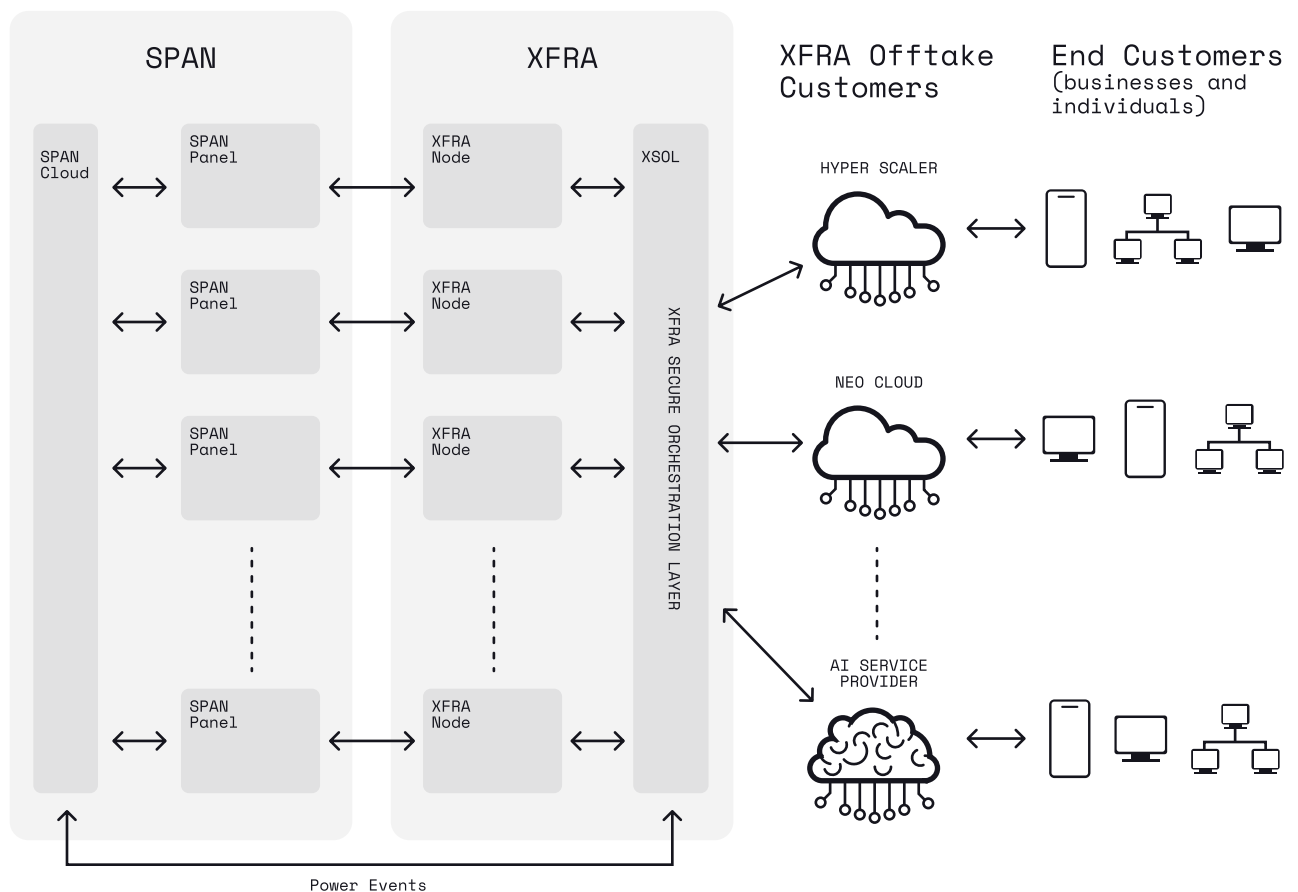 SPAN
XFRA
XFRA Offtake
Customers
End Customers
(businesses and
individuals)
SPAN
Cloud
SPAN
Panel
XFRA
Node
XSOL
HYPER SCALER
SPAN
Panel
XFRA
Node
XFRA SECURE ORCHESTRATION LAYER
NEO CLOUD
SPAN
Panel
XFRA
Node
AI SERVICE
PROVIDER
SPAN
Panel
XFRA
Node
Power Events